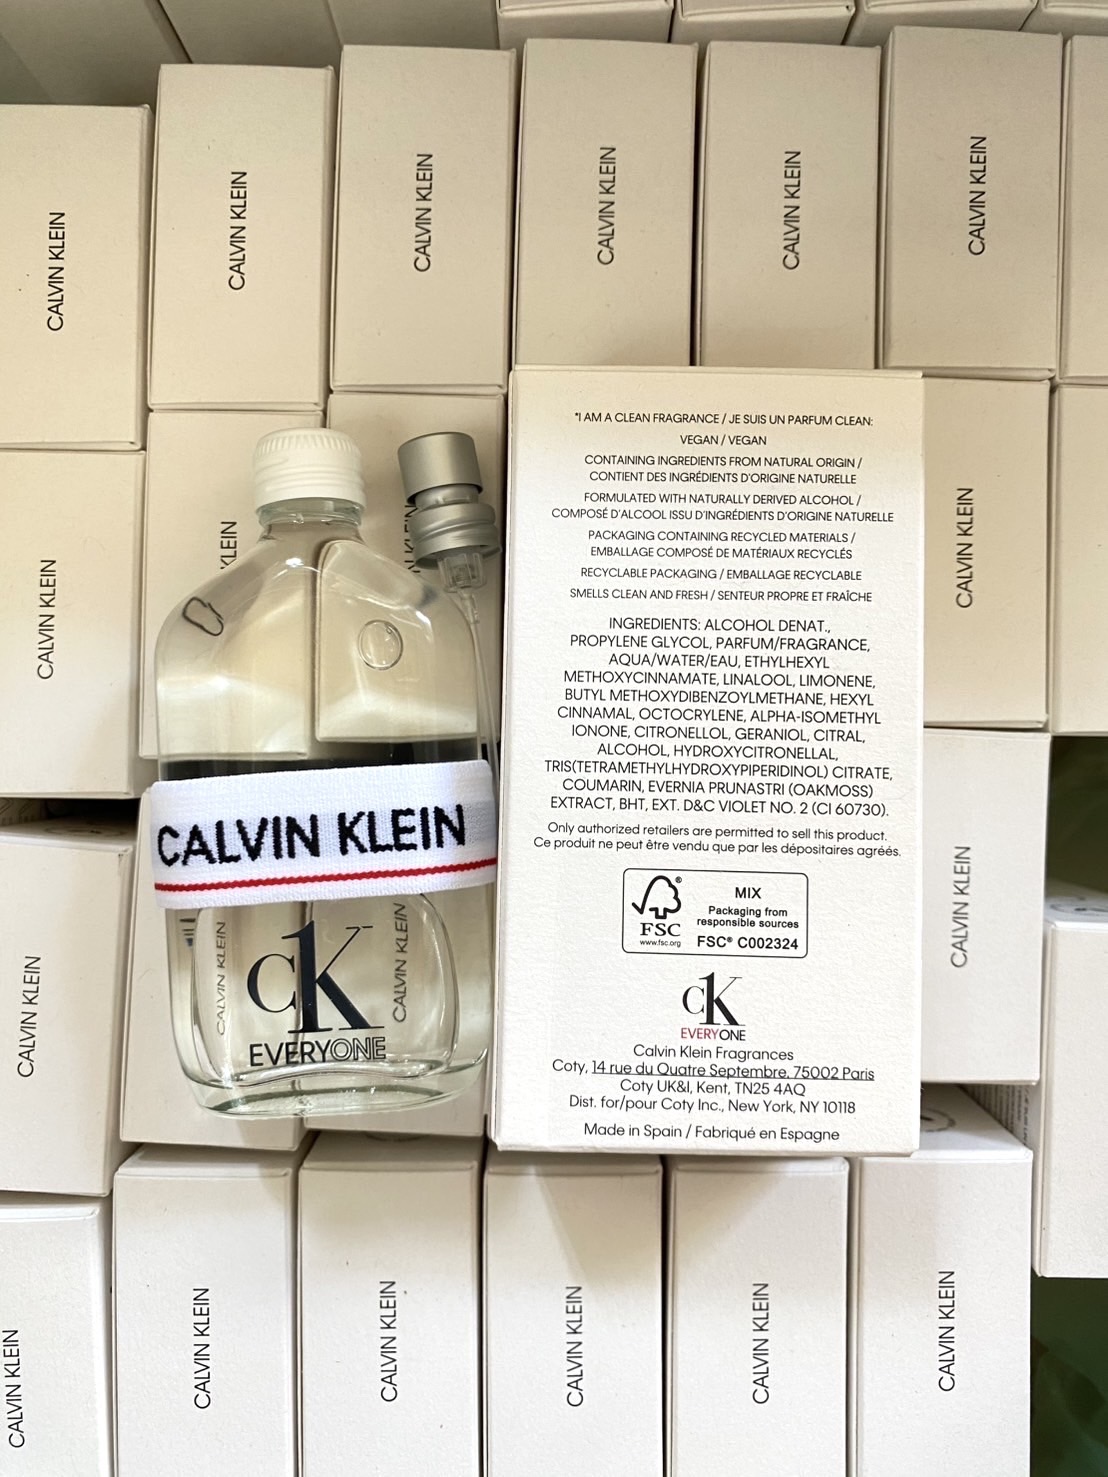 CALVIN KLEIN
CALVIN KLEIN
CALVIN KLEIN
CALVIN KLEIN
CALVIN KLEIN
CALVIN KLEIN
CALVIN KLEIN
KLEIN
CALVIN KLEIN
CALVIN KLEIN
CALVIN KLEIN
CALVIN KLEIN
CALVIN KLEIN
CALVIN KLEIN
CALVIN KLEIN
CALVIN KLEIN
CALVIN KLEIN
CALVIN KLEIN
CALVIN KLEIN
CALVIN KLEIN
CALVIN KLEIN
cK
EVERYONE
*I AM A CLEAN FRAGRANCE / JE SUIS UN PARFUM CLEAN:
VEGAN / VEGAN
CONTAINING INGREDIENTS FROM NATURAL ORIGIN /
CONTIENT DES INGRÉDIENTS D'ORIGINE NATURELLE
FORMULATED WITH NATURALLY DERIVED ALCOHOL /
COMPOSÉ D'ALCOOL ISSU D'INGRÉDIENTS D'ORIGINE NATURELLE
PACKAGING CONTAINING RECYCLED MATERIALS /
EMBALLAGE COMPOSÉ DE MATÉRIAUX RECYCLÉS
RECYCLABLE PACKAGING / EMBALLAGE RECYCLABLE
SMELLS CLEAN AND FRESH / SENTEUR PROPRE ET FRAÎCHE
INGREDIENTS: ALCOHOL DENAT.,
PROPYLENE GLYCOL, PARFUM/FRAGRANCE,
AQUA/WATER/EAU, ETHYLHEXYL
METHOXYCINNAMATE, LINALOOL, LIMONENE,
BUTYL METHOXYDIBENZOYLMETHANE, HEXYL
CINNAMAL, OCTOCRYLENE, ALPHA-ISOMETHYL
IONONE, CITRONELLOL, GERANIOL, CITRAL,
ALCOHOL, HYDROXYCITRONELLAL,
TRIS(TETRAMETHYLHYDROXYPIPERIDINOL) CITRATE,
COUMARIN, EVERNIA PRUNASTRI (OAKMOSS)
EXTRACT, BHT, EXT. D&C VIOLET NO. 2 (CI 60730).
Only authorized retailers are permitted to sell this product.
Ce produit ne peut être vendu que par les dépositaires agréés.
FSC®
www.fsc.org
MIX
Packaging from
responsible sources
FSC® C002324
cK
EVERYONE
Calvin Klein Fragrances
Coty, 14 rue du Quatre Septembre, 75002 Paris
Coty UK&I, Kent, TN25 4AQ
Dist. for/pour Coty Inc., New York, NY 10118
Made in Spain / Fabriqué en Espagne